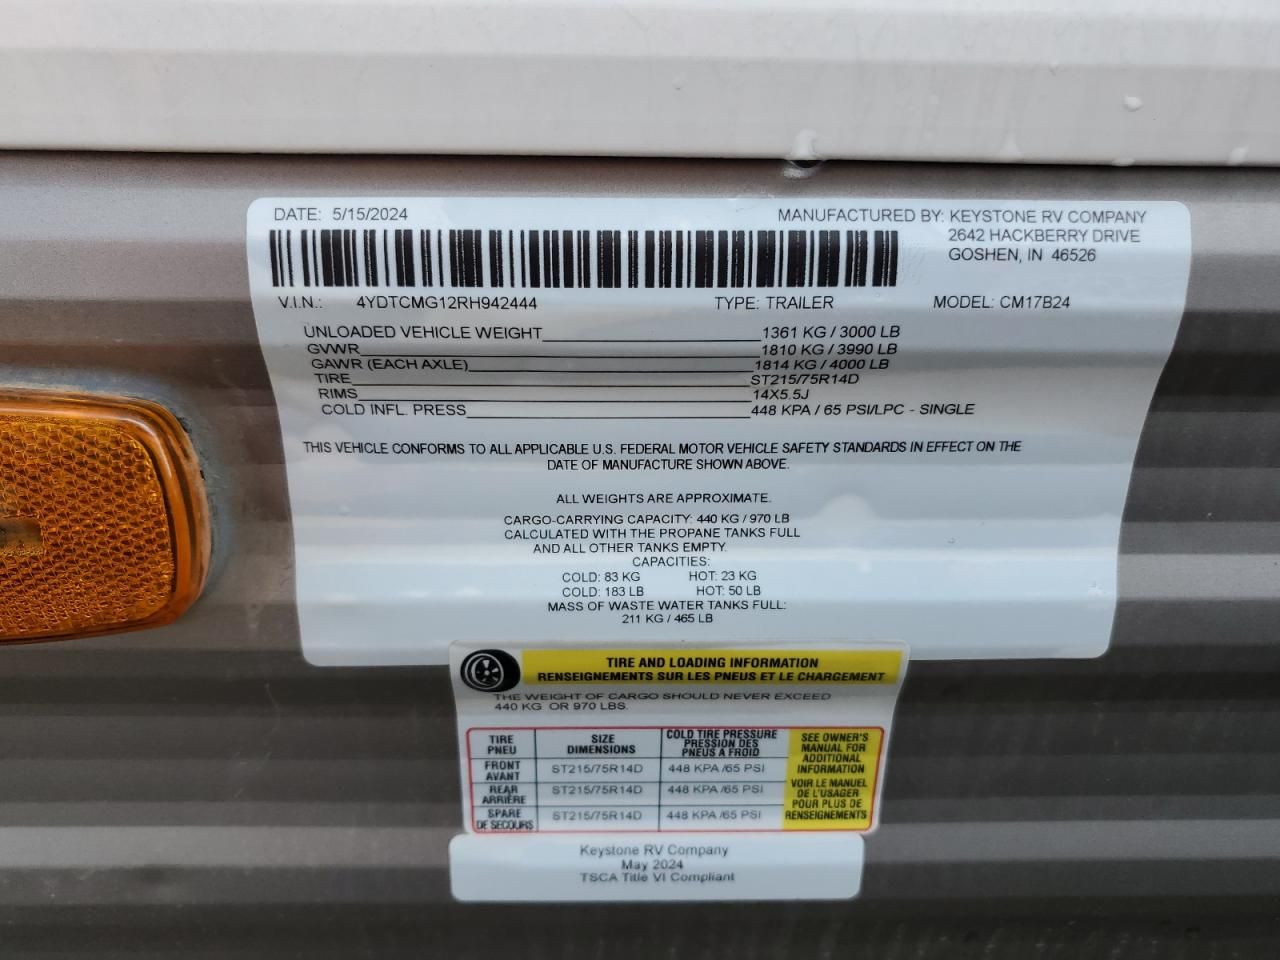 DATE: 5/15/2024 MANUFACTURED BY: KEYSTONE RV COMPANY
2642 HACKBERRY DRIVE
GOSHEN, IN 46526
V.I.N.: 4YDTCMG12RH942444 TYPE: TRAILER MODEL: CM17B24
UNLOADED VEHICLE WEIGHT 1361 KG / 3000 LB
GVWR 1810 KG / 3990 LB
GAWR (EACH AXLE) 1814 KG / 4000 LB
TIRE ST215/75R14D
RIMS 14X5.5J
COLD INFL. PRESS 448 KPA / 65 PSI/LPC - SINGLE
THIS VEHICLE CONFORMS TO ALL APPLICABLE U.S. FEDERAL MOTOR VEHICLE SAFETY STANDARDS IN EFFECT ON THE
DATE OF MANUFACTURE SHOWN ABOVE.
ALL WEIGHTS ARE APPROXIMATE.
CARGO-CARRYING CAPACITY: 440 KG / 970 LB
CALCULATED WITH THE PROPANE TANKS FULL
AND ALL OTHER TANKS EMPTY.
CAPACITIES:
COLD: 83 KG HOT: 23 KG
COLD: 183 LB HOT: 50 LB
MASS OF WASTE WATER TANKS FULL:
211 KG / 465 LB
TIRE AND LOADING INFORMATION
RENSEIGNEMENTS SUR LES PNEUS ET LE CHARGEMENT
THE WEIGHT OF CARGO SHOULD NEVER EXCEED
440 KG OR 970 LBS.
TIRE
PNEU
SIZE
DIMENSIONS
COLD TIRE PRESSURE
PRESSION DES
PNEUS A FROID
FRONT
AVANT
ST215/75R14D
448 KPA /65 PSI
REAR
ARRIÈRE
ST215/75R14D
448 KPA /65 PSI
SPARE
DE SECOURS
ST215/75R14D
448 KPA /65 PSI
SEE OWNER'S
MANUAL FOR
ADDITIONAL
INFORMATION
VOIR LE MANUEL
DE L'USAGER
POUR PLUS DE
RENSEIGNEMENTS
Keystone RV Company
May 2024
TSCA Title VI Compliant